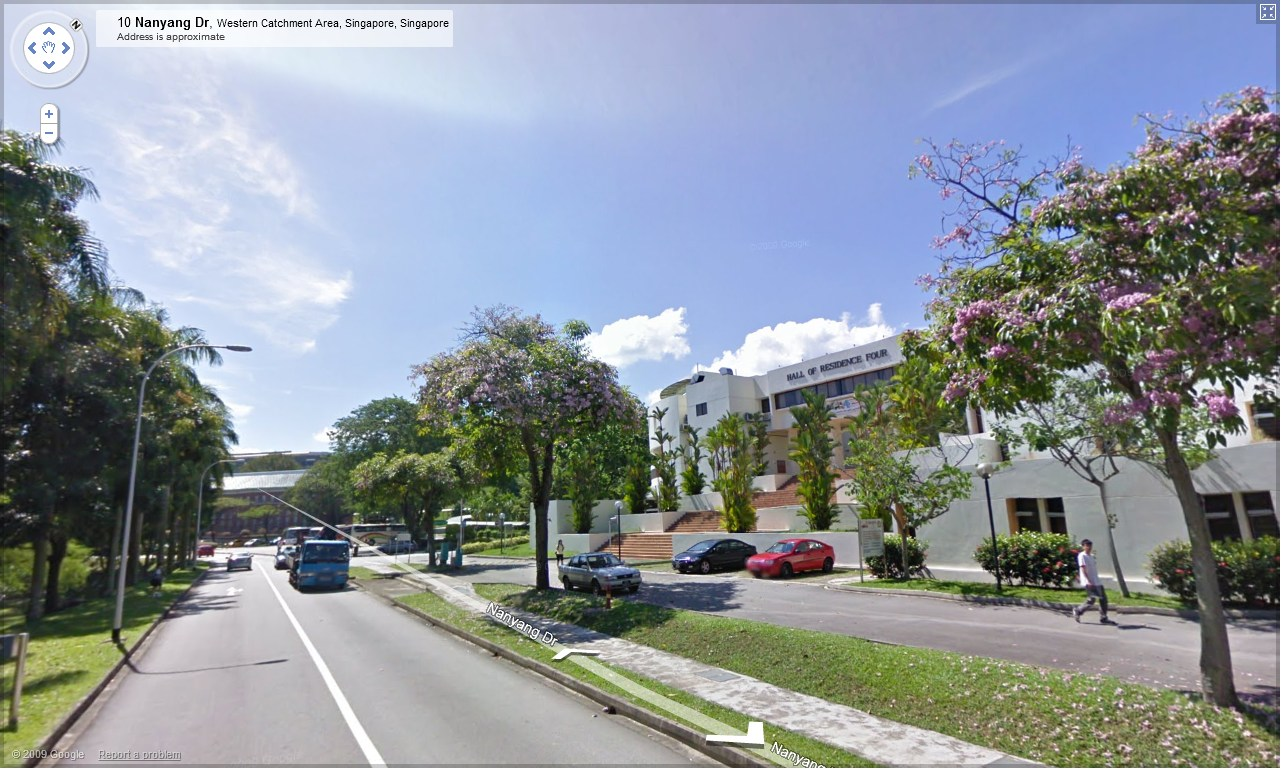 10 Nanyang Dr, Western Catchment Area, Singapore, Singapore
Address is approximate
HALL OF RESIDENCE FOUR
Nanyang Dr
Nanyang
© 2009 Google
Report a problem